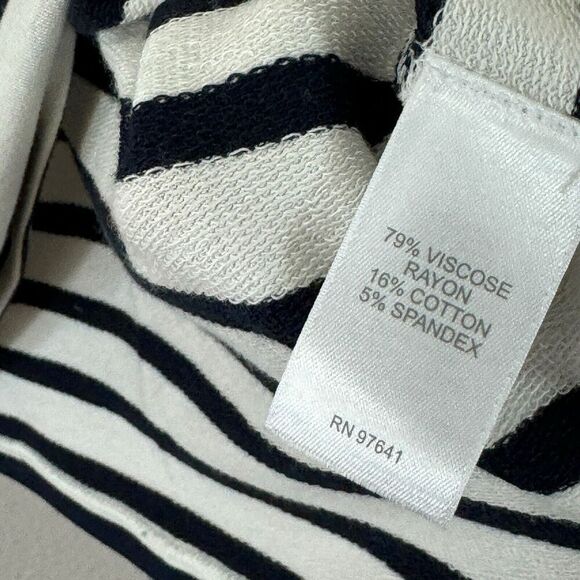 79% VISCOSE
RAYON
16% COTTON
5% SPANDEX
RN 97641